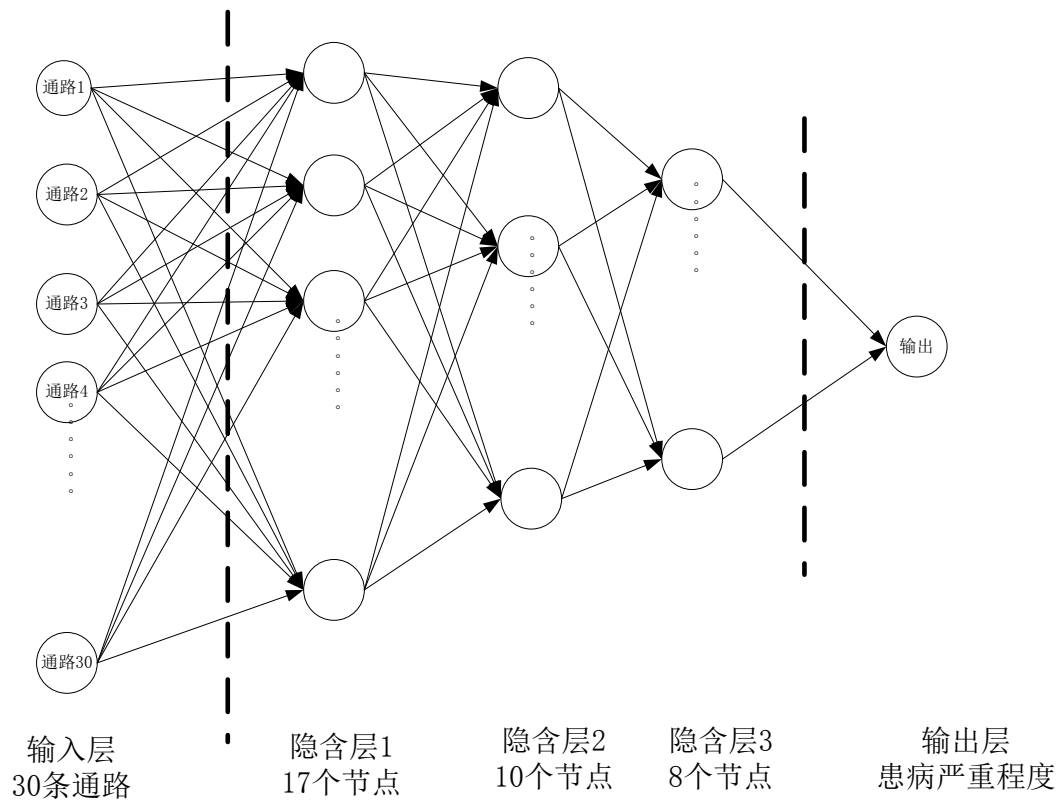 通路1
通路2
通路3
通路4
通路30
输出
输入层
30条通路
隐含层1
17个节点
隐含层2
10个节点
隐含层3
8个节点
输出层
患病严重程度